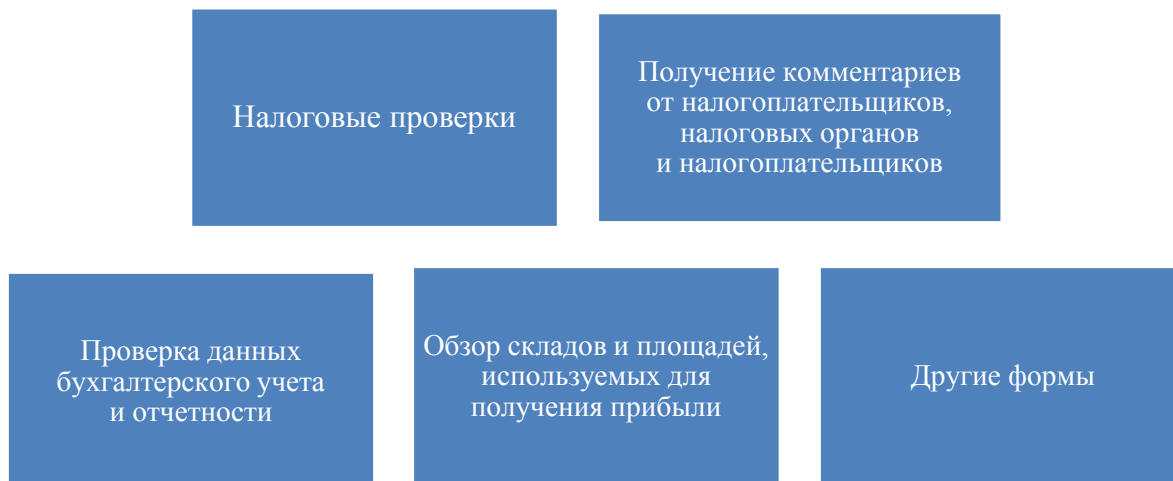 Налоговые проверки
Получение комментариев
от налогоплательщиков,
налоговых органов
и налогоплательщиков
Проверка данных
бухгалтерского учета
и отчетности
Обзор складов и площадей,
используемых для
получения прибыли
Другие формы